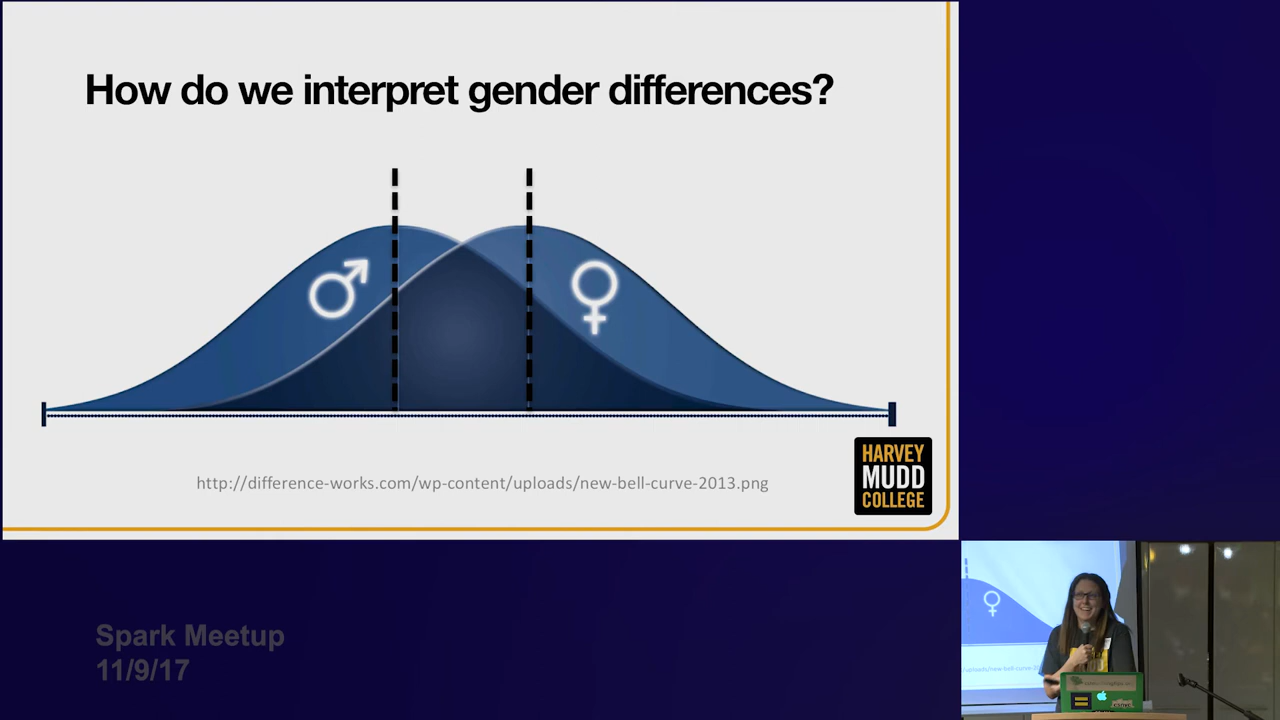 How do we interpret gender differences?
http://difference-works.com/wp-content/uploads/new-bell-curve-2013.png
HARVEY
MUDD
COLLEGE
Spark Meetup
11/9/17